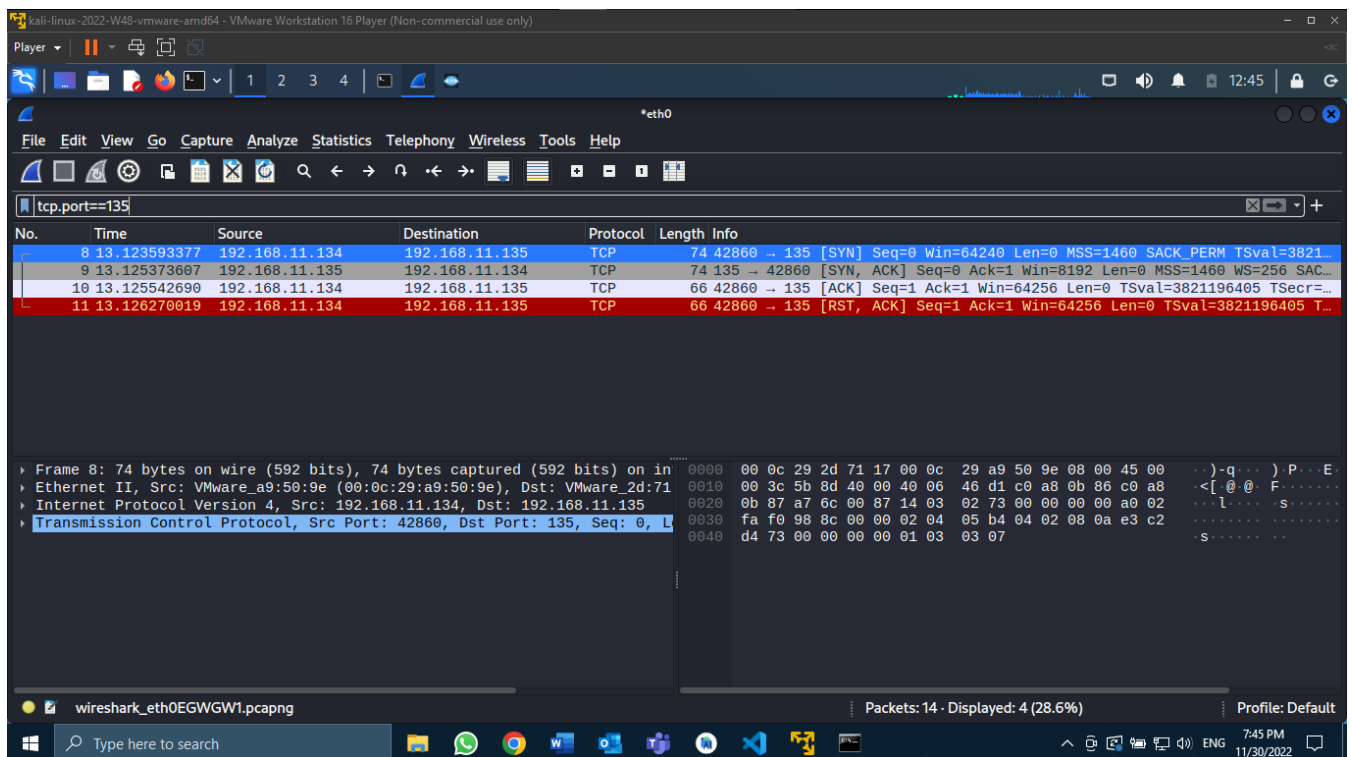 kali-linux-2022-W48-vmware-amd64 - VMware Workstation 16 Player (Non-commercial use only)
Player
1 2 3 4 12:45
*eth0
File Edit View Go Capture Analyze Statistics Telephony Wireless Tools Help
tcp.port==135
No. Time Source Destination Protocol Length Info
8 13.123593377 192.168.11.134 192.168.11.135 TCP 74 42860 → 135 [SYN] Seq=0 Win=64240 Len=0 MSS=1460 SACK_PERM TSval=3821…
9 13.125373607 192.168.11.135 192.168.11.134 TCP 74 135 → 42860 [SYN, ACK] Seq=0 Ack=1 Win=8192 Len=0 MSS=1460 WS=256 SAC…
10 13.125542690 192.168.11.134 192.168.11.135 TCP 66 42860 → 135 [ACK] Seq=1 Ack=1 Win=64256 Len=0 TSval=3821196405 TSecr=…
11 13.126270019 192.168.11.134 192.168.11.135 TCP 66 42860 → 135 [RST, ACK] Seq=1 Ack=1 Win=64256 Len=0 TSval=3821196405 T…
Frame 8: 74 bytes on wire (592 bits), 74 bytes captured (592 bits) on in
Ethernet II, Src: VMware_a9:50:9e (00:0c:29:a9:50:9e), Dst: VMware_2d:71
Internet Protocol Version 4, Src: 192.168.11.134, Dst: 192.168.11.135
Transmission Control Protocol, Src Port: 42860, Dst Port: 135, Seq: 0, L
0000 00 0c 29 2d 71 17 00 0c 29 a9 50 9e 08 00 45 00 ··)-q··· )·P···E·
0010 00 3c 5b 8d 40 00 40 06 46 d1 c0 a8 0b 86 c0 a8 ·<[·@·@· F·······
0020 0b 87 a7 6c 00 87 14 03 02 73 00 00 00 00 a0 02 ···l···· ·s······
0030 fa f0 98 8c 00 00 02 04 05 b4 04 02 08 0a e3 c2 ········ ········
0040 d4 73 00 00 00 00 01 03 03 07 ·s······ ··
wireshark_eth0EGWGW1.pcapng Packets: 14 · Displayed: 4 (28.6%) Profile: Default
Type here to search
ENG
7:45 PM
11/30/2022